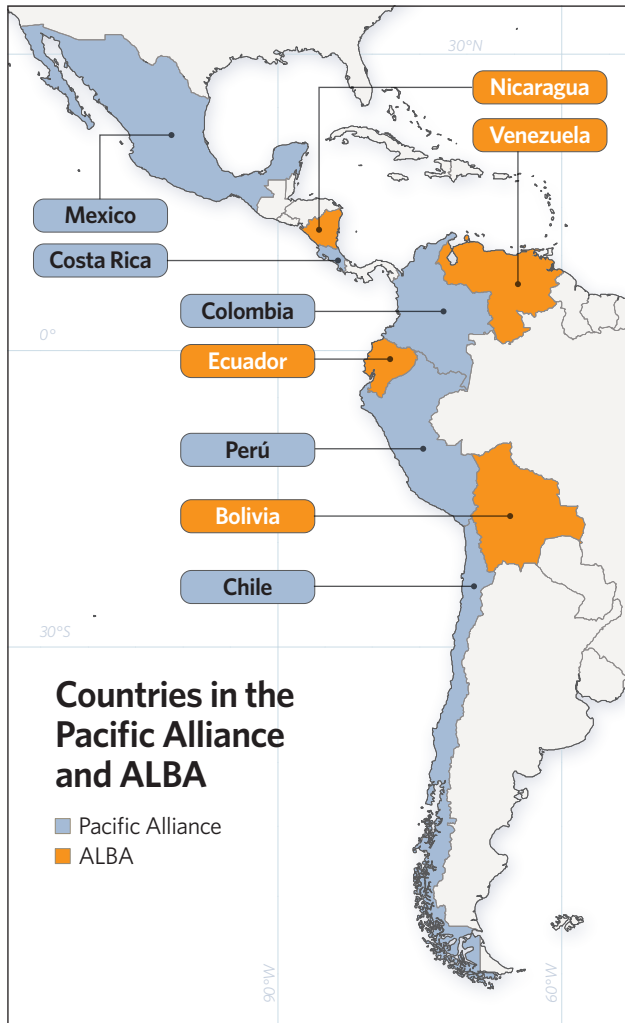 30°N
Nicaragua
Venezuela
Mexico
Costa Rica
Colombia
0°
Ecuador
Perú
Bolivia
Chile
30°S
Countries in the
Pacific Alliance
and ALBA
Pacific Alliance
ALBA
90°W
60°W